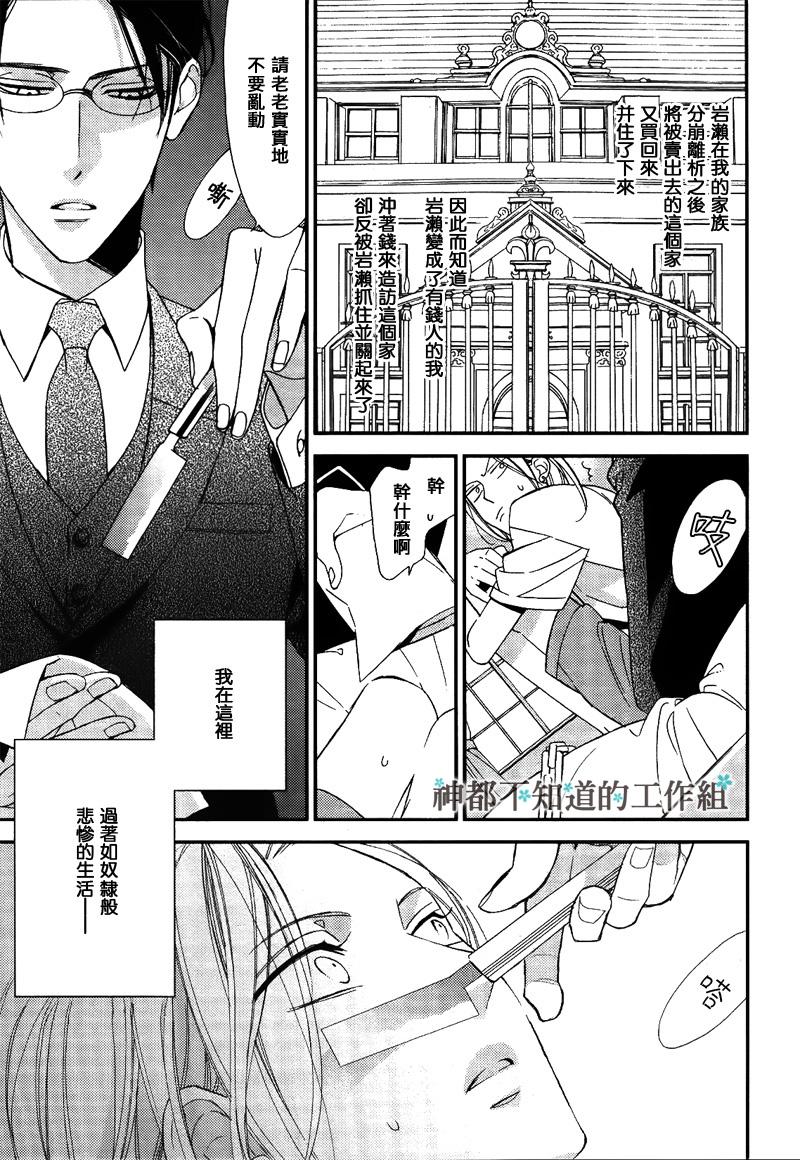 岩瀨在我的家族
分崩離析之後
將被賣出去的這個家
又買回來
并住了下來
因此而知道
岩瀨變成了有錢人的我
沖著錢來造訪這個家
卻反被岩瀨抓住並關起來了
請老老實實地
不要亂動
嘶
吱
幹
幹什麼啊
我在這裡
過著如奴隸般
悲慘的生活——
神都不知道的工作組
嗒